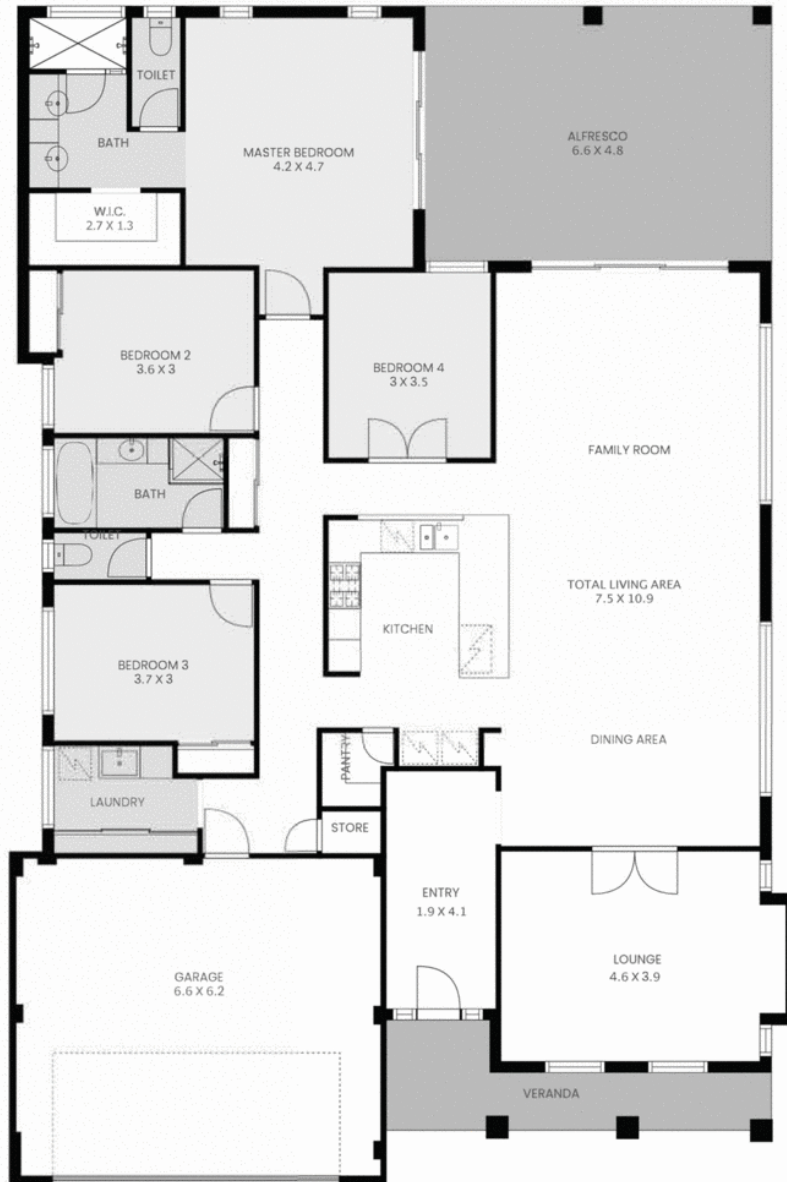 TOILET
BATH
MASTER BEDROOM
4.2 X 4.7
ALFRESCO
6.6 X 4.8
W.I.C.
2.7 X 1.3
BEDROOM 2
3.6 X 3
BEDROOM 4
3 X 3.5
FAMILY ROOM
BATH
TOILET
TOTAL LIVING AREA
7.5 X 10.9
KITCHEN
BEDROOM 3
3.7 X 3
DINING AREA
PANTRY
LAUNDRY
STORE
ENTRY
1.9 X 4.1
LOUNGE
4.6 X 3.9
GARAGE
6.6 X 6.2
VERANDA